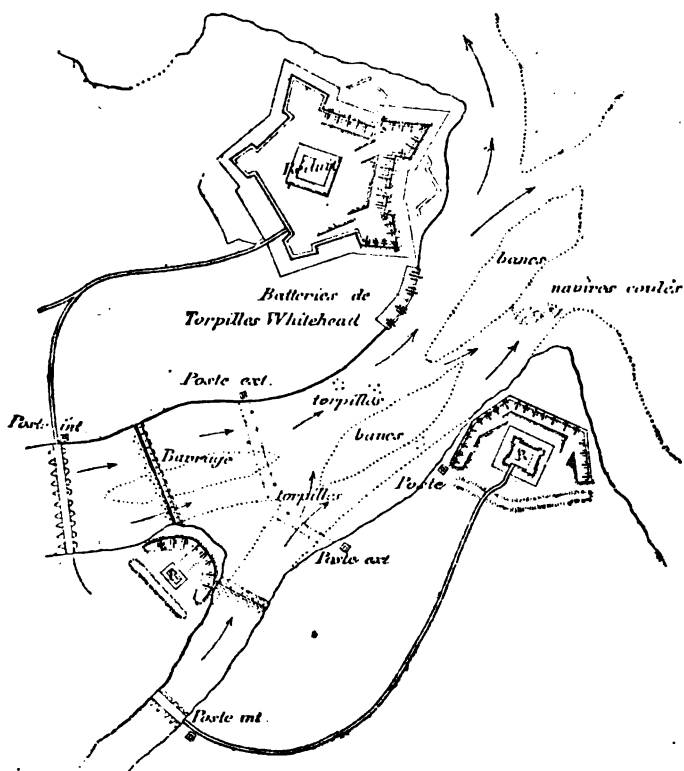 Réduit
bancs
navires coulés
Batteries de
Torpilles Whitehead
Poste ext.
torpilles
Poste int
bancs
Barrage
torpilles
Poste
Poste ext
Poste int.